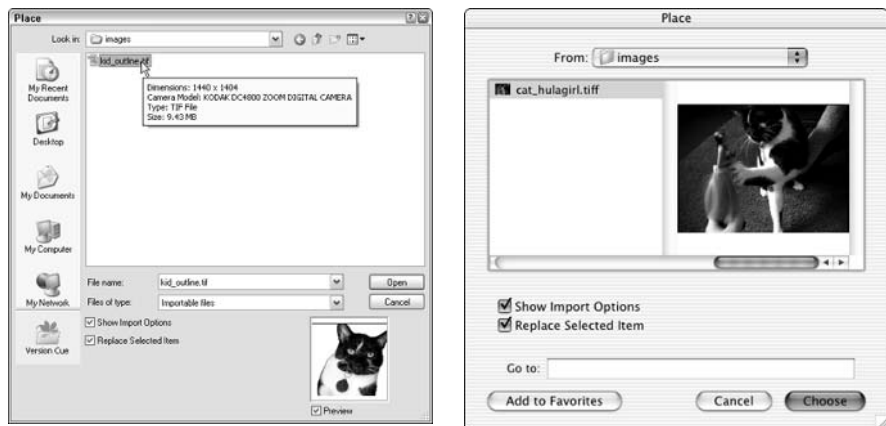 Place
Look in: images
kid_outline.tif
Dimensions: 1440 x 1404
Camera Model: KODAK DC4800 ZOOM DIGITAL CAMERA
Type: TIF File
Size: 9.43 MB
My Recent
Documents
Desktop
My Documents
My Computer
My Network
Version Cue
File name: kid_outline.tif Open
Files of type: Importable files Cancel
Show Import Options
Replace Selected Item
Preview
Place
From: images
cat_hulagirl.tiff
Show Import Options
Replace Selected Item
Go to:
Add to Favorites Cancel Choose